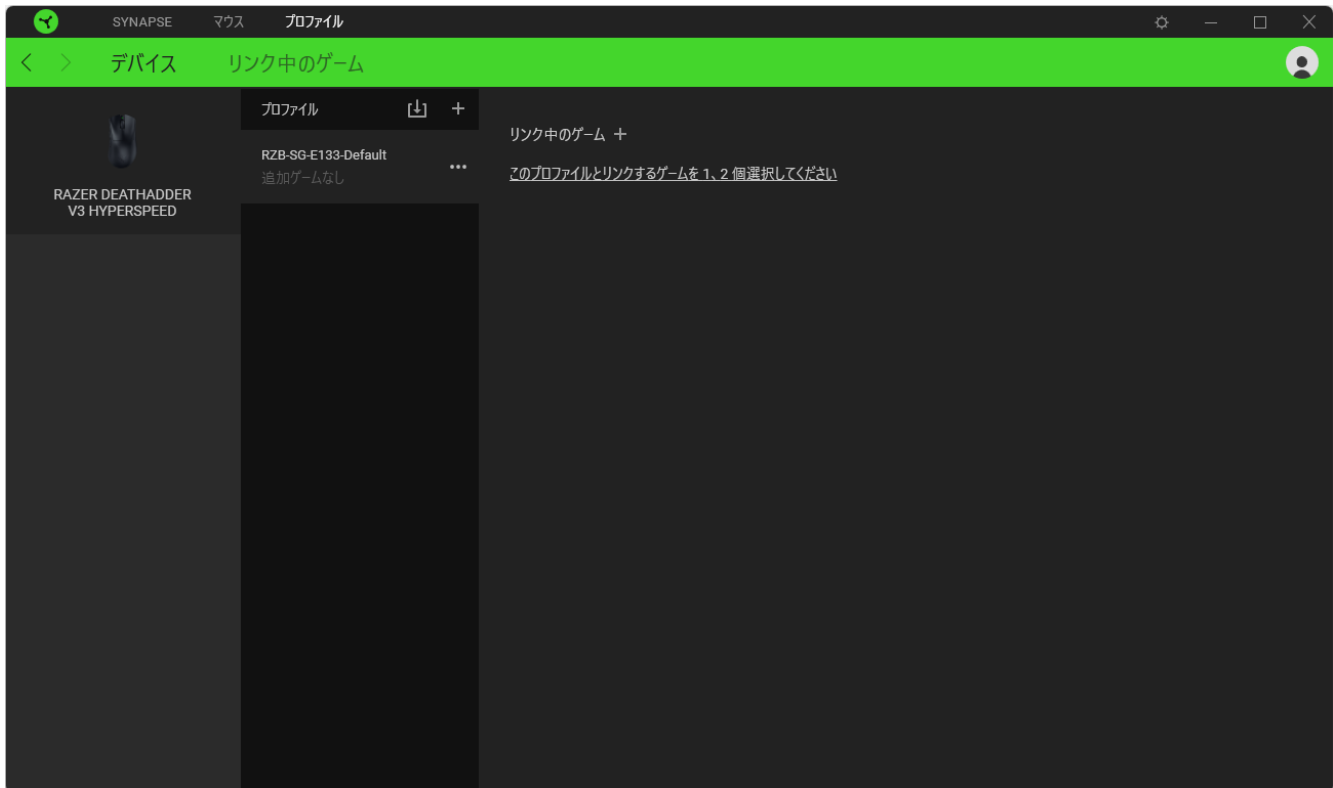 SYNAPSE マウス プロファイル
デバイス リンク中のゲーム
RAZER DEATHADDER
V3 HYPERSPEED
プロファイル
RZB-SG-E133-Default
追加ゲームなし
リンク中のゲーム
このプロファイルとリンクするゲームを 1、2 個選択してください